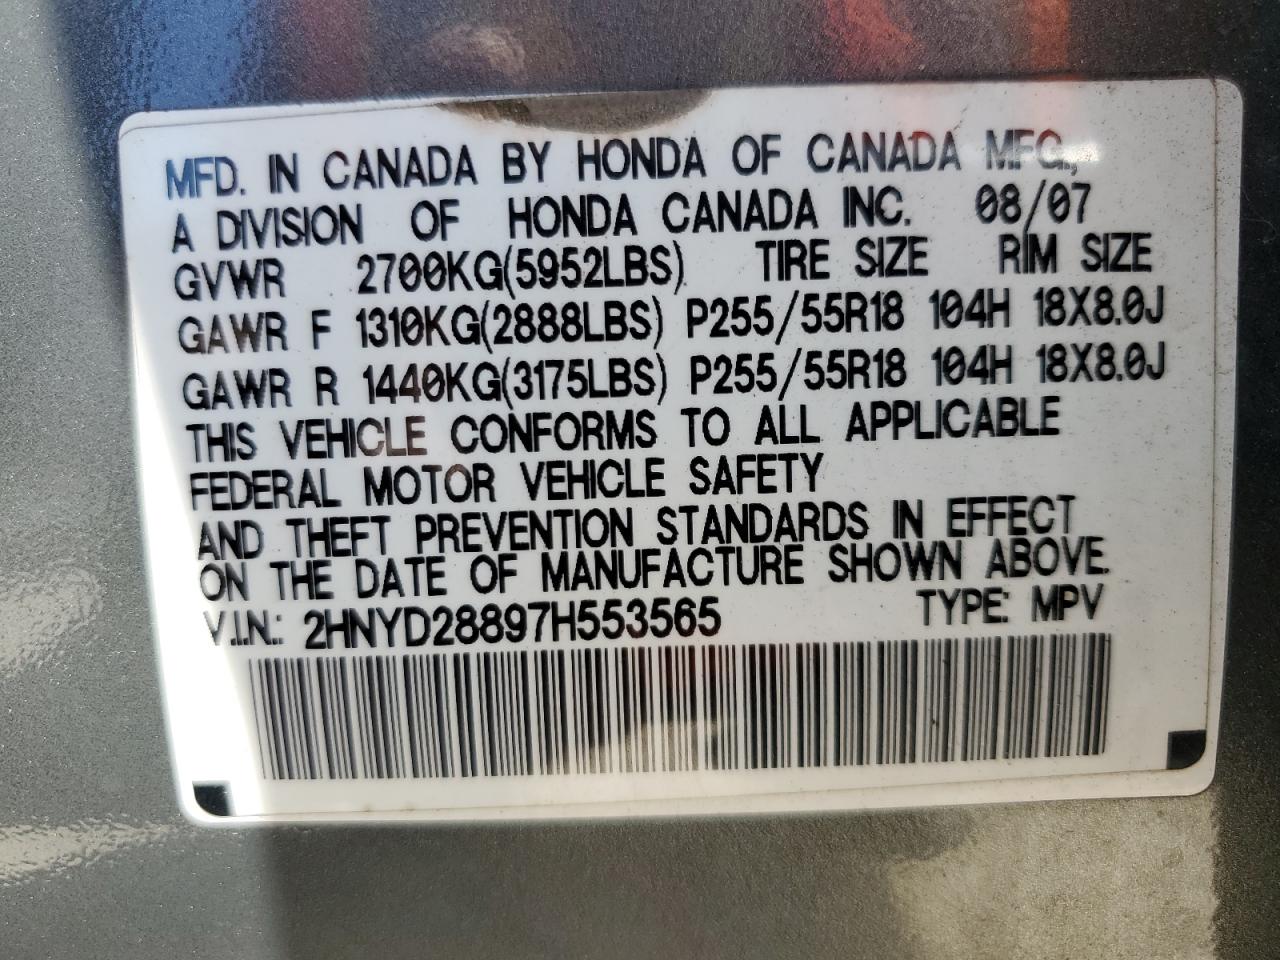 MFD. IN CANADA BY HONDA OF CANADA MFG.,
A DIVISION OF HONDA CANADA INC. 08/07
GVWR 2700KG(5952LBS) TIRE SIZE RIM SIZE
GAWR F 1310KG(2888LBS) P255/55R18 104H 18X8.0J
GAWR R 1440KG(3175LBS) P255/55R18 104H 18X8.0J
THIS VEHICLE CONFORMS TO ALL APPLICABLE
FEDERAL MOTOR VEHICLE SAFETY
AND THEFT PREVENTION STANDARDS IN EFFECT
ON THE DATE OF MANUFACTURE SHOWN ABOVE.
V.I.N.: 2HNYD28897H553565 TYPE: MPV